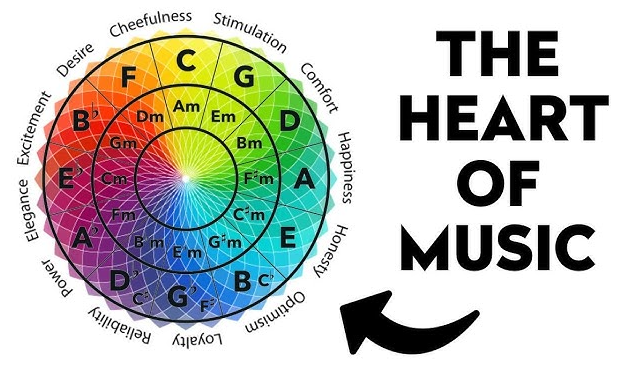 Cheefulness
Stimulation
Comfort
Happiness
Honesty
Optimism
Loyalty
Reliability
Power
Elegance
Excitement
Desire
C
G
D
A
E
B C♭
G♭ F♯
D♭ C♯
A♭
E♭
B♭
F
Am
Em
Bm
F♯m
C♯m
G♯m
E♭m
B♭m
Fm
Cm
Gm
Dm
THE
HEART
OF
MUSIC